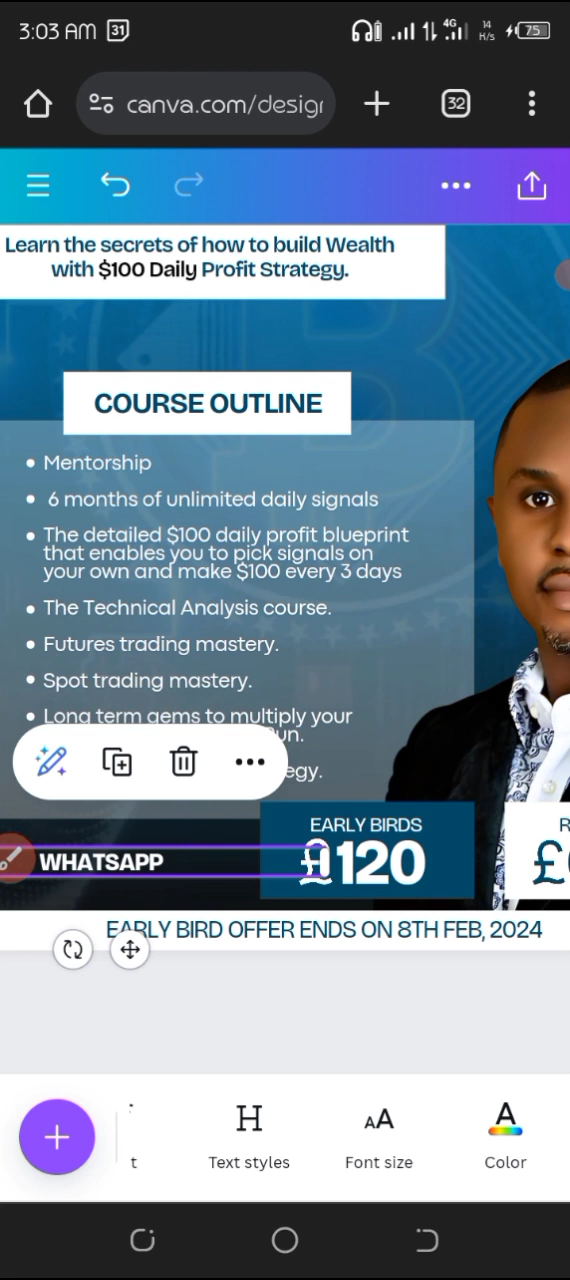 3:03 AM 31 4G 14 H/s 75
canva.com/design
32
Learn the secrets of how to build Wealth
with $100 Daily Profit Strategy.
COURSE OUTLINE
Mentorship
6 months of unlimited daily signals
The detailed $100 daily profit blueprint
that enables you to pick signals on
your own and make $100 every 3 days
The Technical Analysis course.
Futures trading mastery.
Spot trading mastery.
Long term gems to multiply your
EARLY BIRDS
WHATSAPP
120
EARLY BIRD OFFER ENDS ON 8TH FEB, 2024
H AA A
t Text styles Font size Color